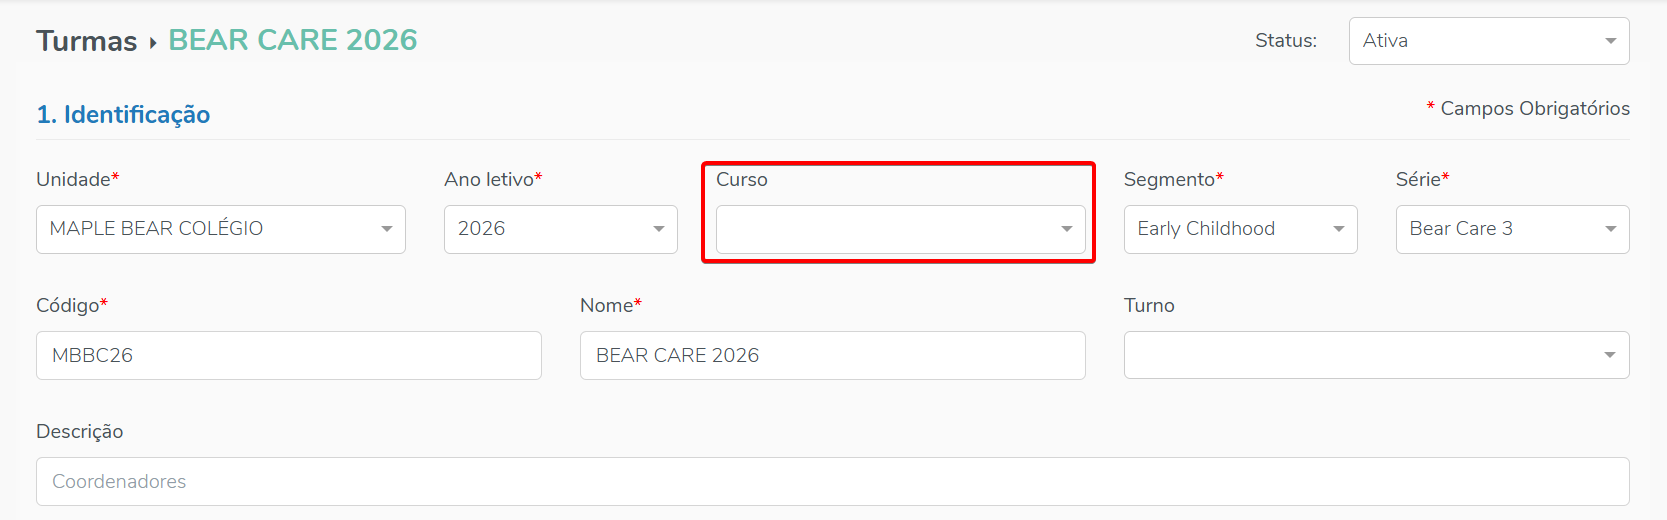 Turmas BEAR CARE 2026 Status: Ativa
1. Identificação * Campos Obrigatórios
Unidade* Ano letivo* Curso Segmento* Série*
MAPLE BEAR COLÉGIO 2026 Early Childhood Bear Care 3
Código* Nome* Turno
MBBC26 BEAR CARE 2026
Descrição
Coordenadores